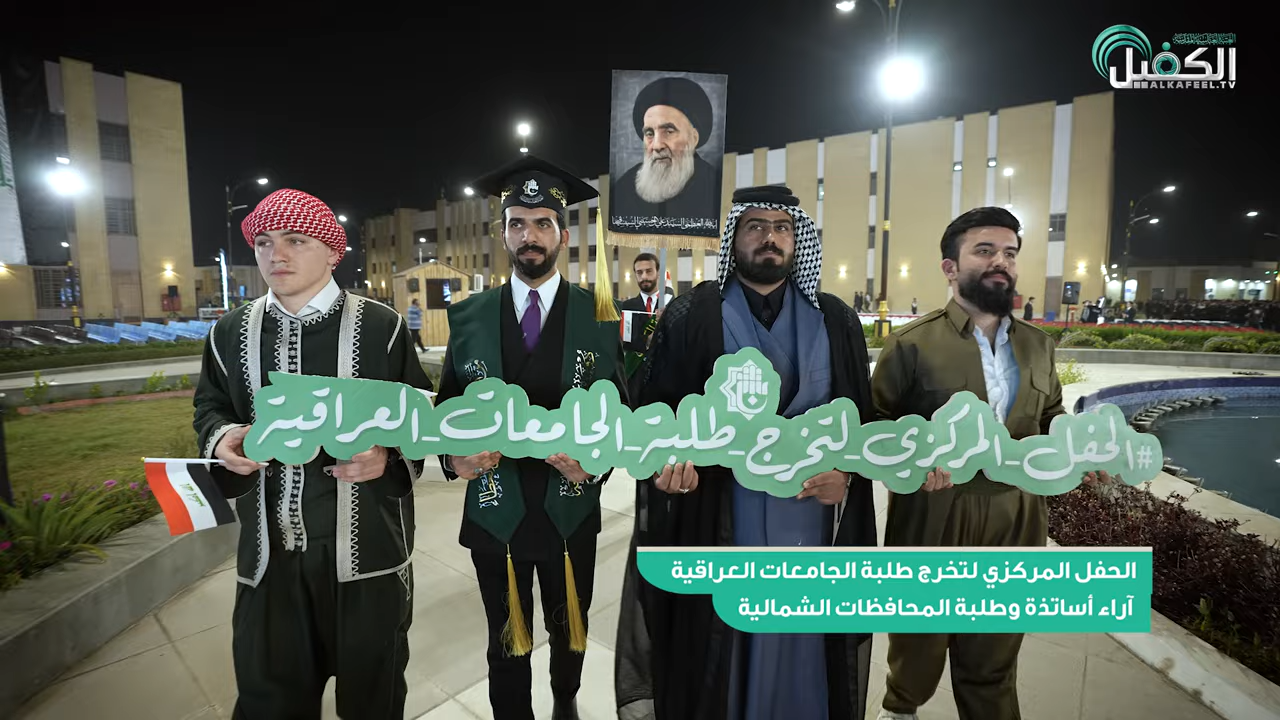 الكفيل
ALKAFEEL.TV
#الحفل_المركزي_لتخرج_طلبة_الجامعات_العراقية
الحفل المركزي لتخرج طلبة الجامعات العراقية
آراء أساتذة وطلبة المحافظات الشمالية